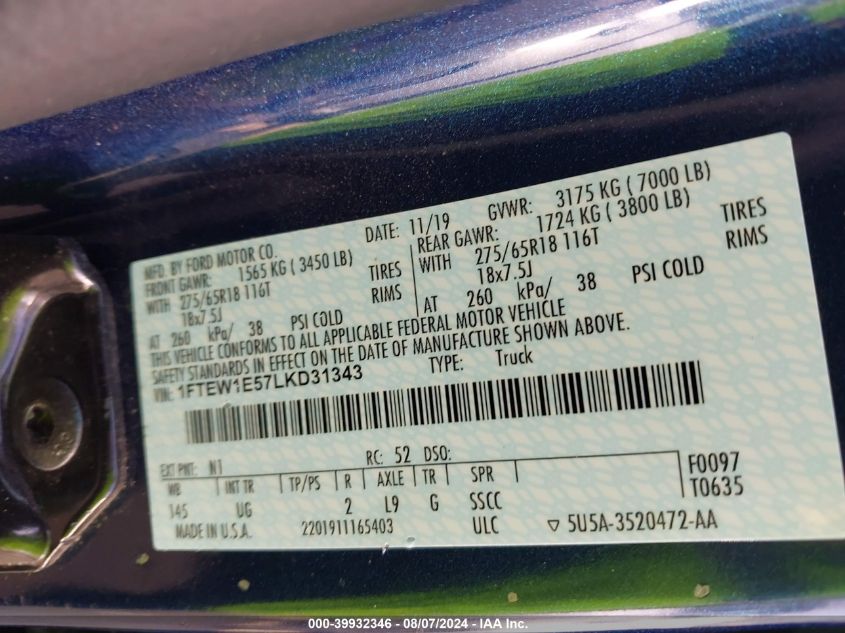 MFD. BY FORD MOTOR CO. DATE: 11/19 GVWR: 3175 KG ( 7000 LB)
FRONT GAWR: 1565 KG ( 3450 LB) REAR GAWR: 1724 KG ( 3800 LB)
WITH 275/65R18 116T TIRES WITH 275/65R18 116T TIRES
18x7.5J RIMS 18x7.5J RIMS
AT 260 kPa/ 38 PSI COLD AT 260 kPa/ 38 PSI COLD
THIS VEHICLE CONFORMS TO ALL APPLICABLE FEDERAL MOTOR VEHICLE
SAFETY STANDARDS IN EFFECT ON THE DATE OF MANUFACTURE SHOWN ABOVE.
VIN: 1FTEW1E57LKD31343 TYPE: Truck
EXT PNT: N1 RC: 52 DSO: F0097
WB INT TR TP/PS R AXLE TR SPR T0635
145 UG 2 L9 G SSCC
MADE IN U.S.A. 2201911165403 ULC ▽ 5U5A-3520472-AA
000-39932346 - 08/07/2024 - IAA Inc.